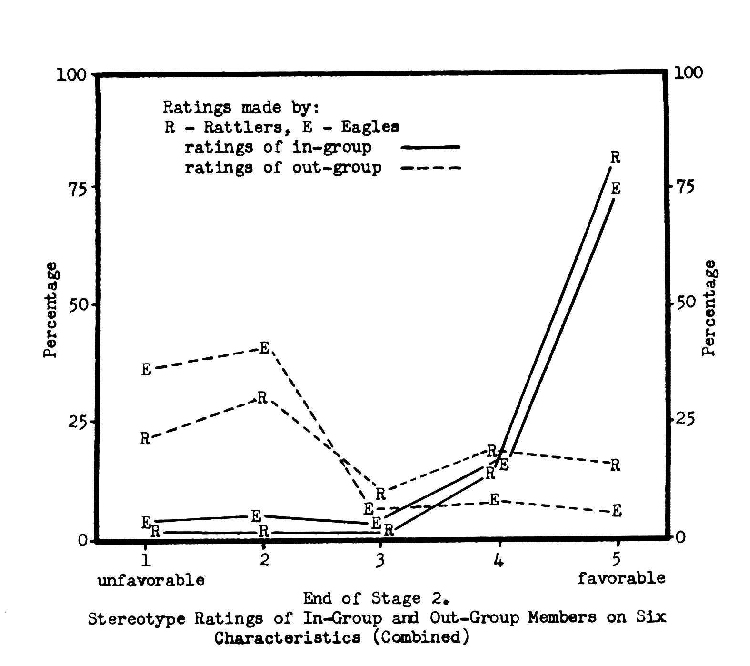 100
100
Ratings made by:
R - Rattlers, E - Eagles
ratings of in-group
ratings of out-group
R
75
E
75
Percentage
Percentage
50
50
E
E
R
25
R
25
R
E
R
R
R
E
E
E
E
E
R
R
R
0
0
1
2
3
4
5
unfavorable
favorable
End of Stage 2.
Stereotype Ratings of In-Group and Out-Group Members on Six
Characteristics (Combined)